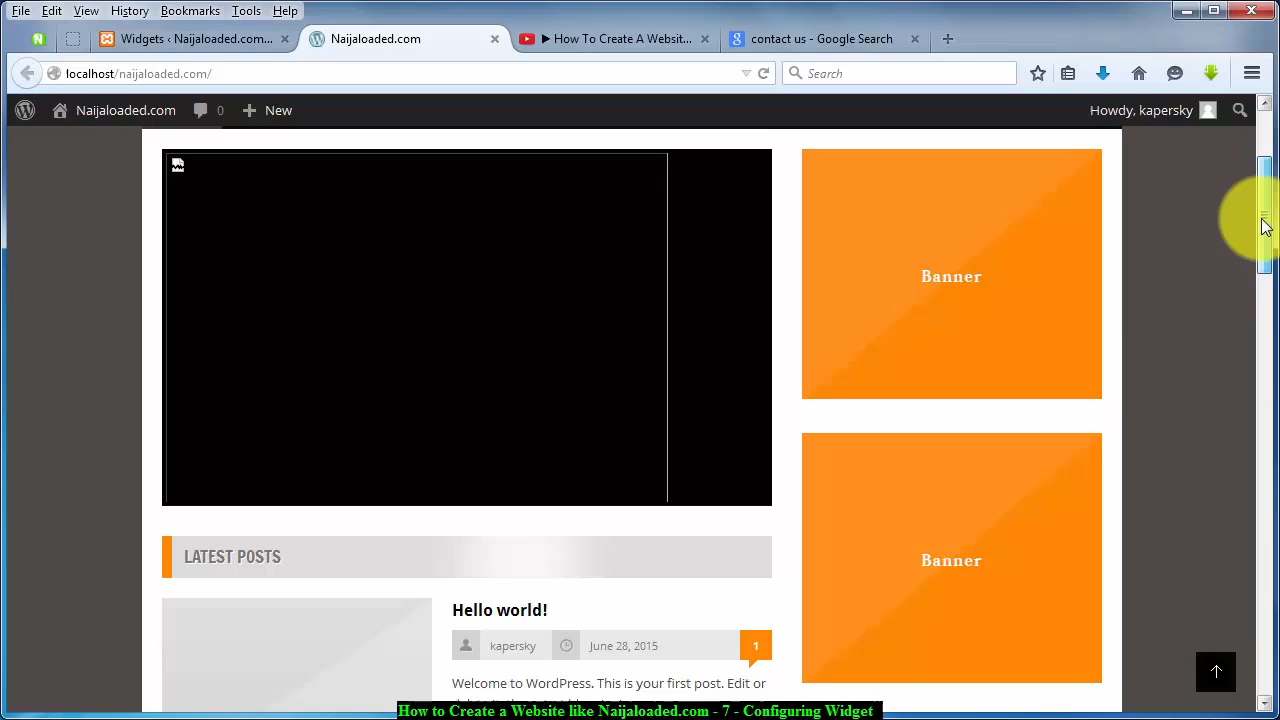 File Edit View History Bookmarks Tools Help
Widgets ‹ Naijaloaded.com... Naijaloaded.com ▶ How To Create A Websit... contact us - Google Search
localhost/naijaloaded.com/ Search
Naijaloaded.com 0 New Howdy, kapersky
Banner
Banner
LATEST POSTS
Hello world!
kapersky June 28, 2015 1
Welcome to WordPress. This is your first post. Edit or
How to Create a Website like Naijaloaded.com - 7 - Configuring Widget